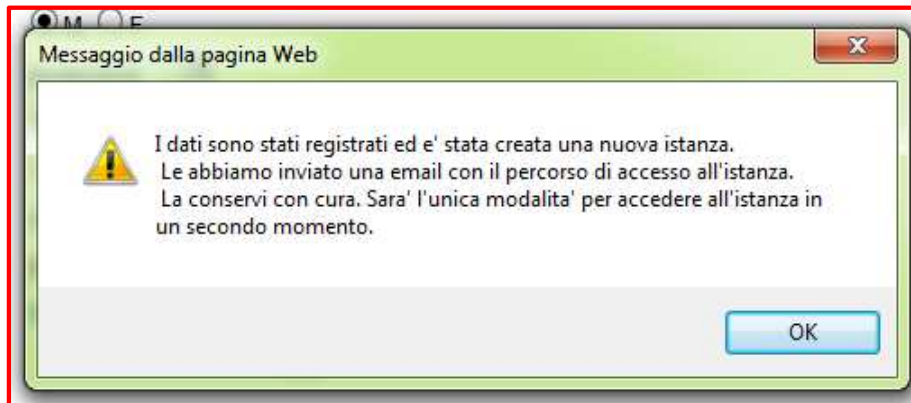 M F
Messaggio dalla pagina Web
I dati sono stati registrati ed e' stata creata una nuova istanza.
Le abbiamo inviato una email con il percorso di accesso all'istanza.
La conservi con cura. Sara' l'unica modalita' per accedere all'istanza in
un secondo momento.
OK